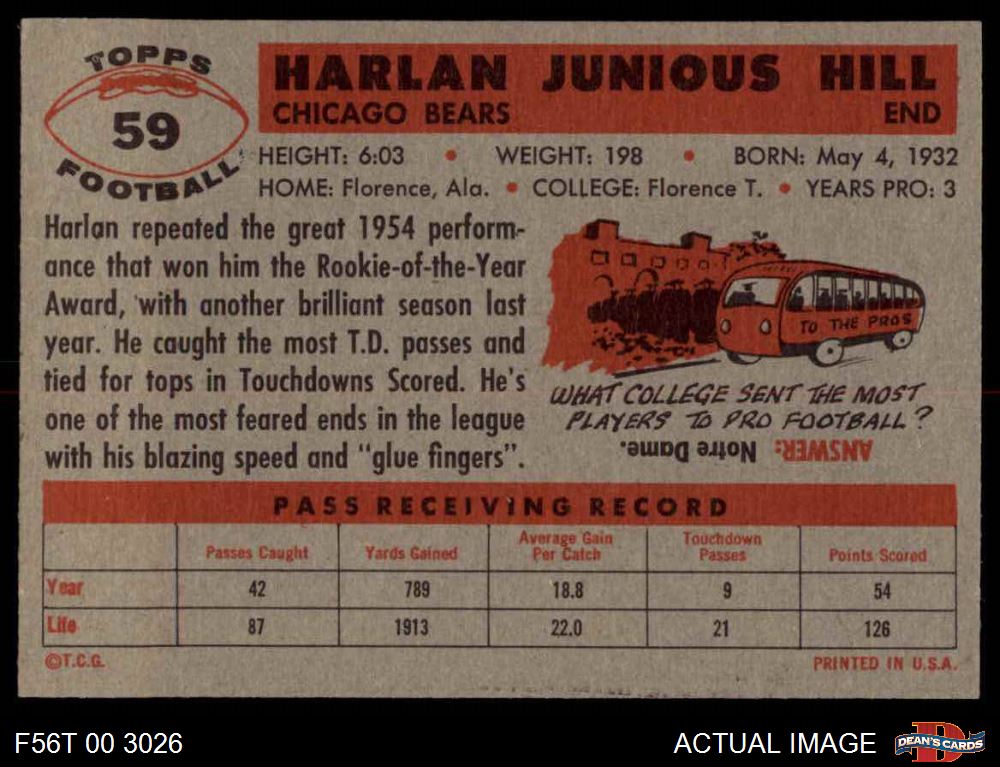 TOPPS
59
FOOTBALL
HARLAN JUNIOUS HILL
CHICAGO BEARS END
HEIGHT: 6:03 • WEIGHT: 198 • BORN: May 4, 1932
HOME: Florence, Ala. • COLLEGE: Florence T. • YEARS PRO: 3
Harlan repeated the great 1954 perform-
ance that won him the Rookie-of-the-Year
Award, with another brilliant season last
year. He caught the most T.D. passes and
tied for tops in Touchdowns Scored. He's
one of the most feared ends in the league
with his blazing speed and "glue fingers".
TO THE PROS
WHAT COLLEGE SENT THE MOST
PLAYERS TO PRO FOOTBALL?
ANSWER: Notre Dame.
PASS RECEIVING RECORD
Passes Caught Yards Gained Average Gain Per Catch Touchdown Passes Points Scored
Year 42 789 18.8 9 54
Life 87 1913 22.0 21 126
©T.C.G. PRINTED IN U.S.A.
F56T 00 3026 ACTUAL IMAGE D DEAN'S CARDS